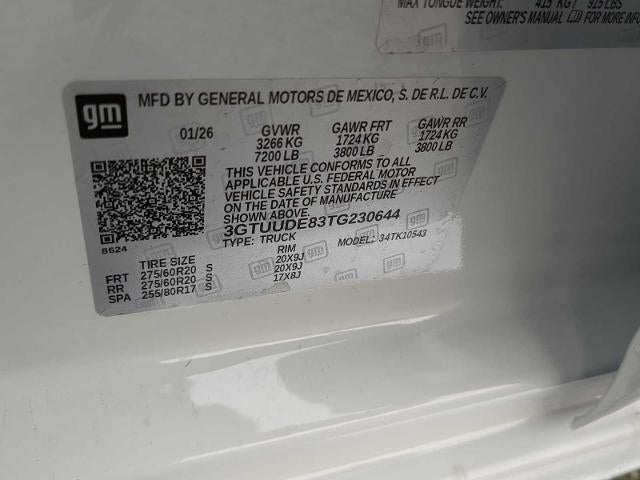 MAX TONGUE WEIGHT: 415 KG / 915 LBS
SEE OWNER'S MANUAL FOR MORE INFO
gm
MFD BY GENERAL MOTORS DE MEXICO, S. DE R.L. DE C.V.
01/26 GVWR GAWR FRT GAWR RR
3266 KG 1724 KG 1724 KG
7200 LB 3800 LB 3800 LB
THIS VEHICLE CONFORMS TO ALL
APPLICABLE U.S. FEDERAL MOTOR
VEHICLE SAFETY STANDARDS IN EFFECT
ON THE DATE OF MANUFACTURE
SHOWN ABOVE.
3GTUUDE83TG230644
8624
TYPE: TRUCK MODEL: 34TK10543
TIRE SIZE RIM
FRT 275/60R20 S 20X9J
RR 275/60R20 S 20X9J
SPA 255/80R17 S 17X8J